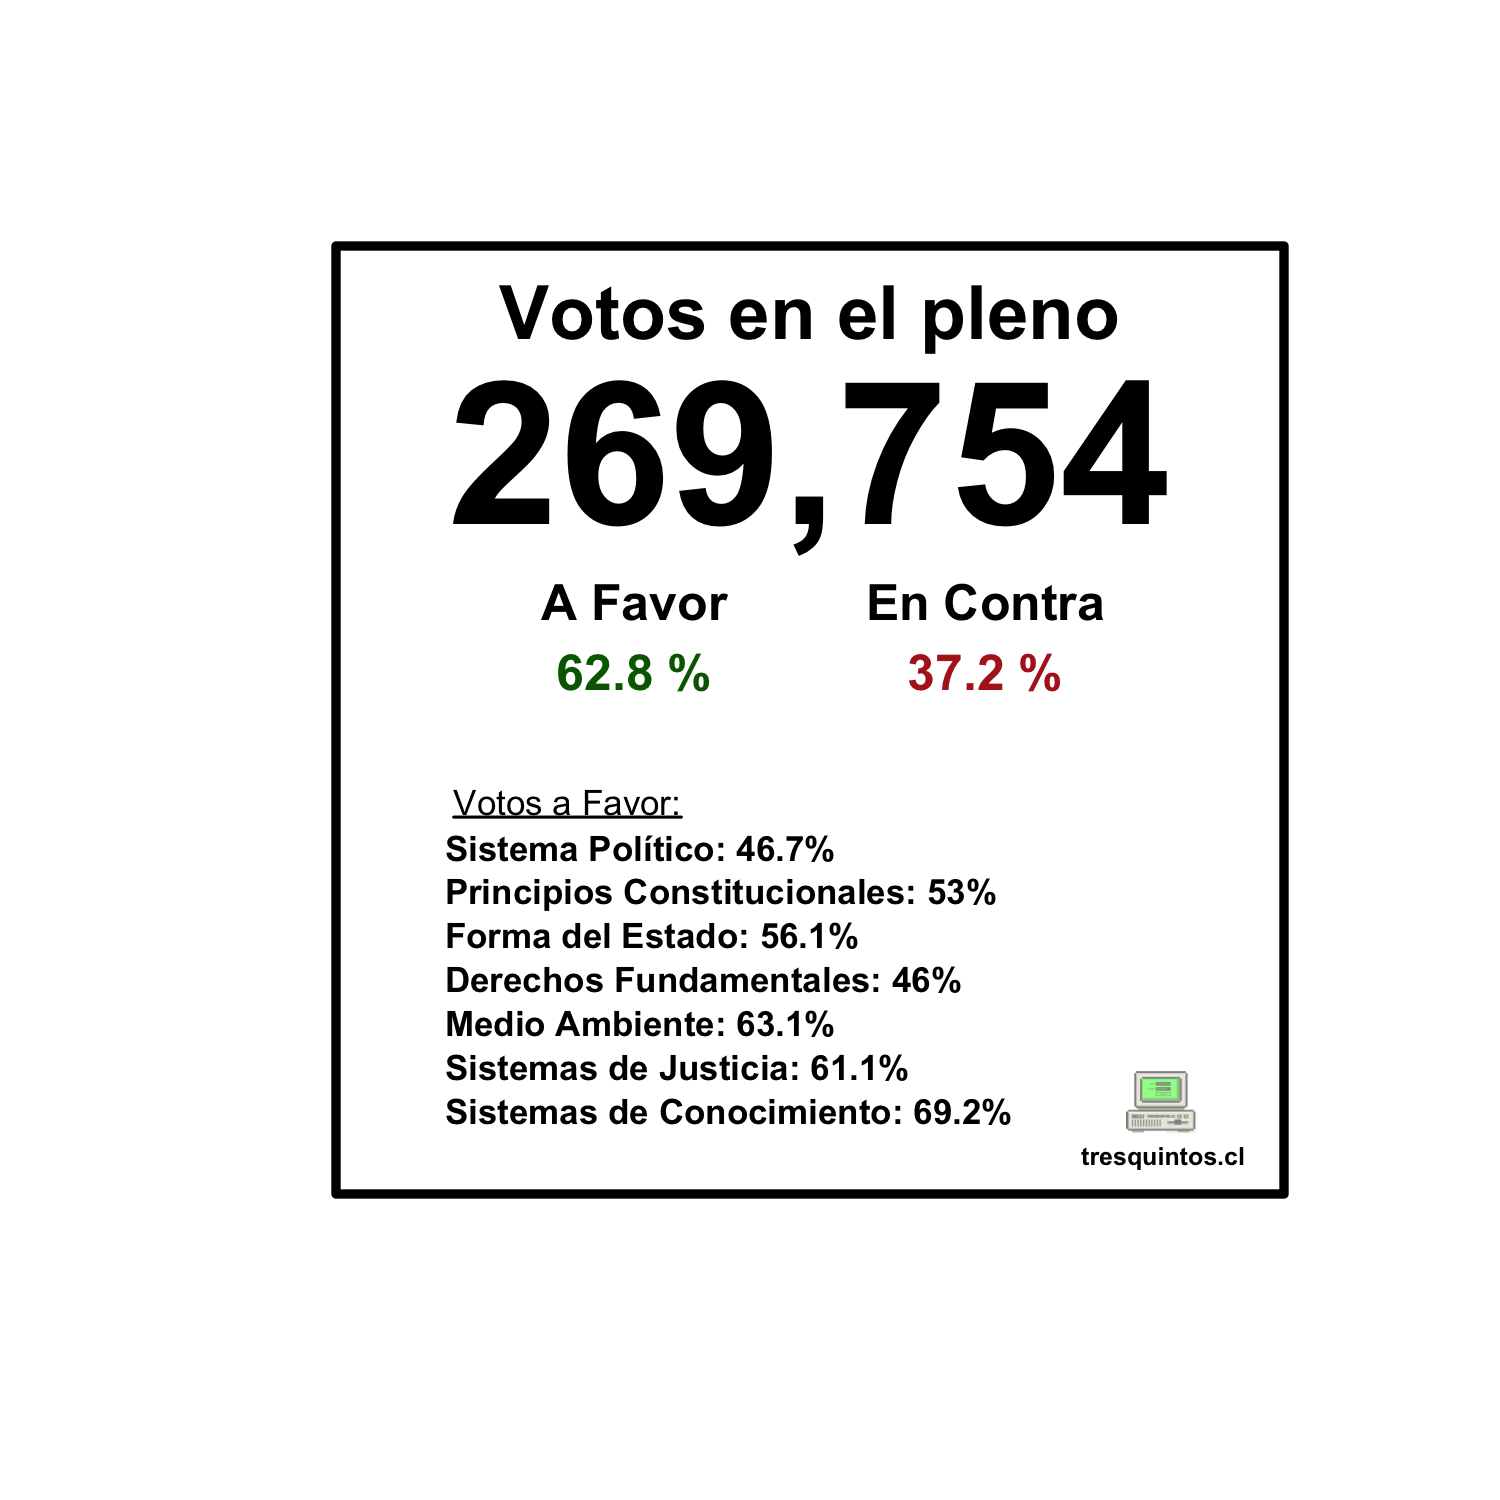 Votos en el pleno
269,754
A Favor En Contra
62.8 % 37.2 %
Votos a Favor:
Sistema Político: 46.7%
Principios Constitucionales: 53%
Forma del Estado: 56.1%
Derechos Fundamentales: 46%
Medio Ambiente: 63.1%
Sistemas de Justicia: 61.1%
Sistemas de Conocimiento: 69.2%
tresquintos.cl